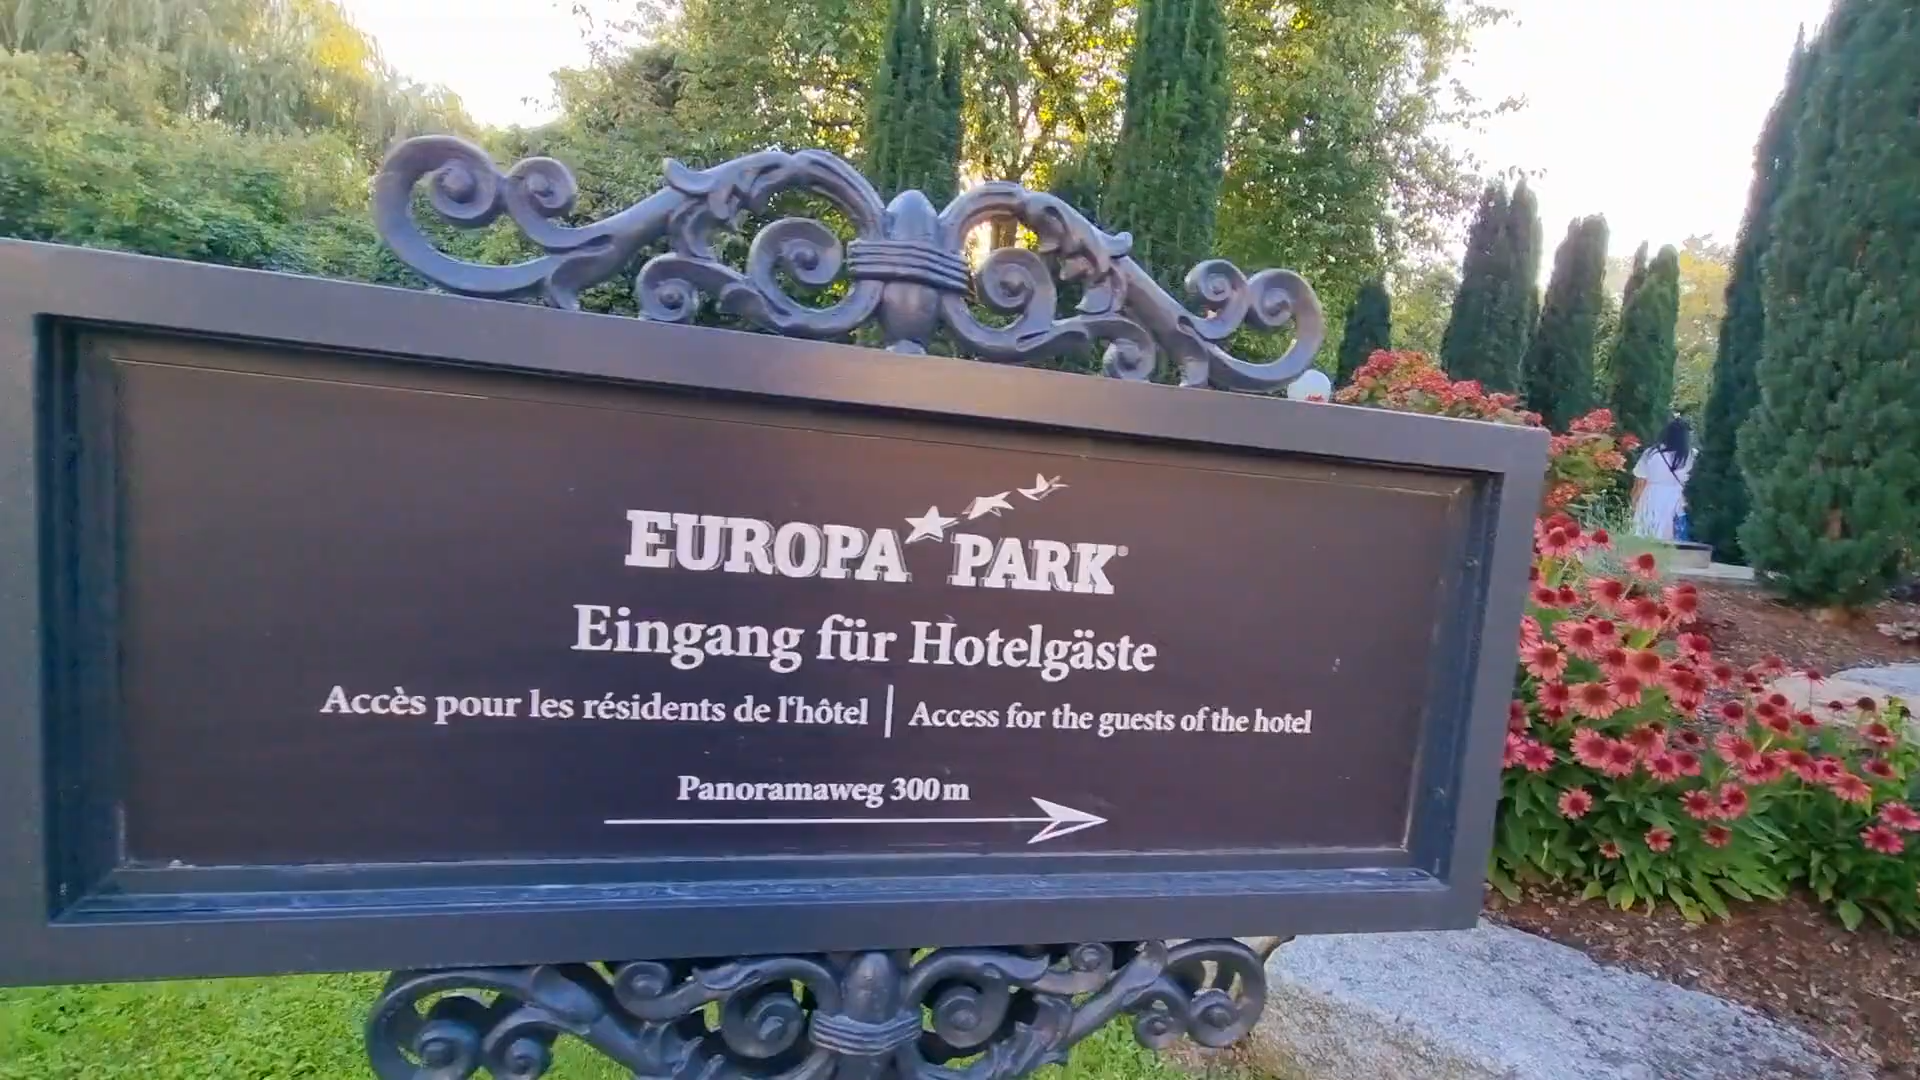 EUROPA PARK®
Eingang für Hotelgäste
Accès pour les résidents de l'hôtel | Access for the guests of the hotel
Panoramaweg 300 m